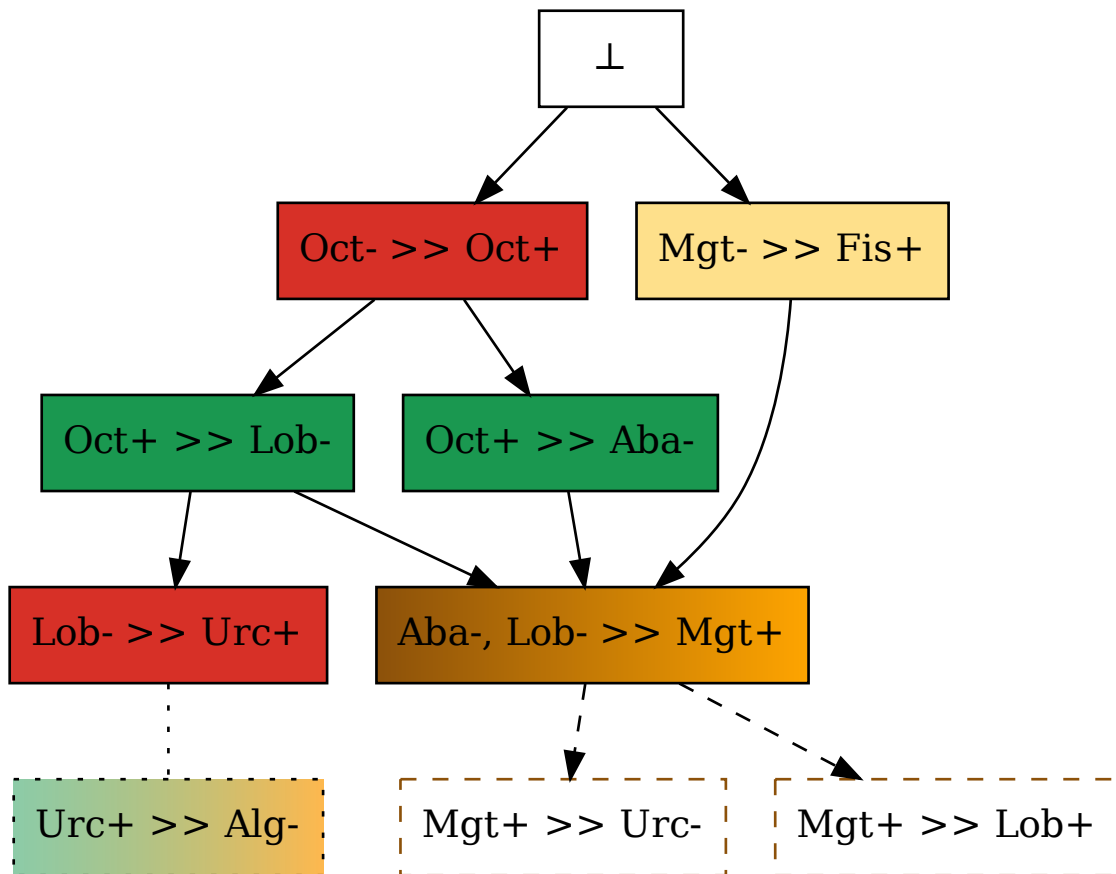 ⊥
Oct- >> Oct+
Mgt- >> Fis+
Oct+ >> Lob-
Oct+ >> Aba-
Lob- >> Urc+
Aba-, Lob- >> Mgt+
Urc+ >> Alg-
Mgt+ >> Urc-
Mgt+ >> Lob+